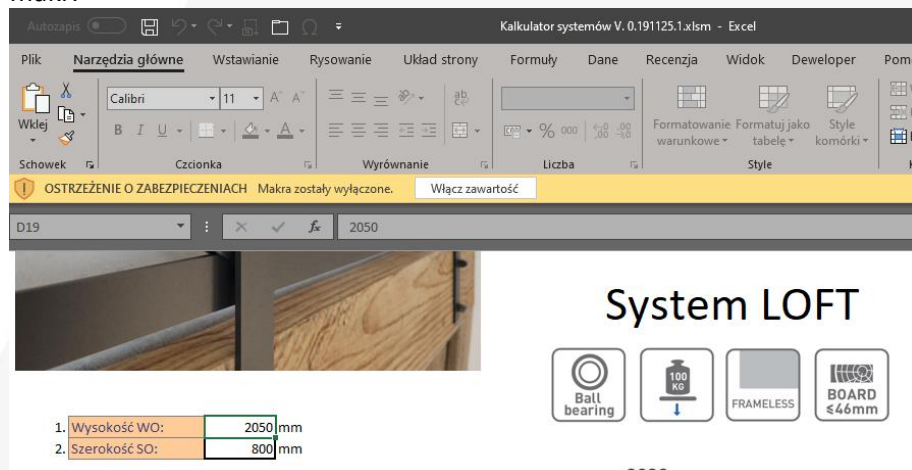 Autozapis
Kalkulator systemów V. 0.191125.1.xlsm - Excel
Plik Narzędzia główne Wstawianie Rysowanie Układ strony Formuły Dane Recenzja Widok Deweloper
Wklej
Calibri 11
B I U A
% 000
Formatowanie warunkowe
Formatuj jako tabelę
Style komórki
Schowek Czcionka Wyrównanie Liczba Style
OSTRZEŻENIE O ZABEZPIECZENIACH Makra zostały wyłączone. Włącz zawartość
D19 fx 2050
System LOFT
Ball bearing
100 KG
FRAMELESS
BOARD ≤46mm
1. Wysokość WO: 2050 mm
2. Szerokość SO: 800 mm